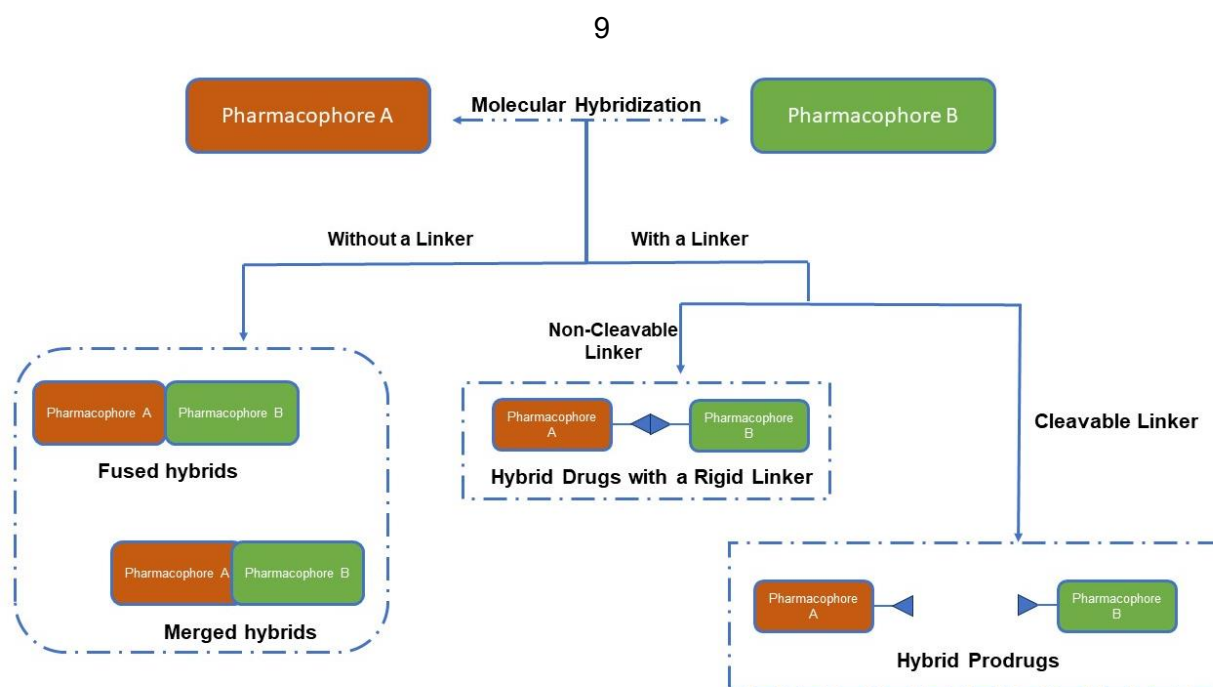 9
Pharmacophore A
Molecular Hybridization
Pharmacophore B
Without a Linker
With a Linker
Non-Cleavable
Linker
Pharmacophore A
Pharmacophore B
Fused hybrids
Pharmacophore
A
Pharmacophore
B
Hybrid Drugs with a Rigid Linker
Cleavable Linker
Pharmacophore A
Pharmacophore B
Merged hybrids
Pharmacophore
A
Pharmacophore
B
Hybrid Prodrugs